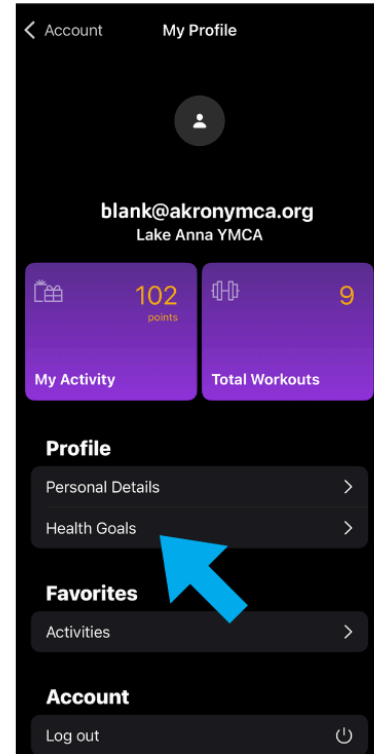 Account My Profile
blank@akronymca.org
Lake Anna YMCA
102 9
points
My Activity Total Workouts
Profile
Personal Details
Health Goals
Favorites
Activities
Account
Log out